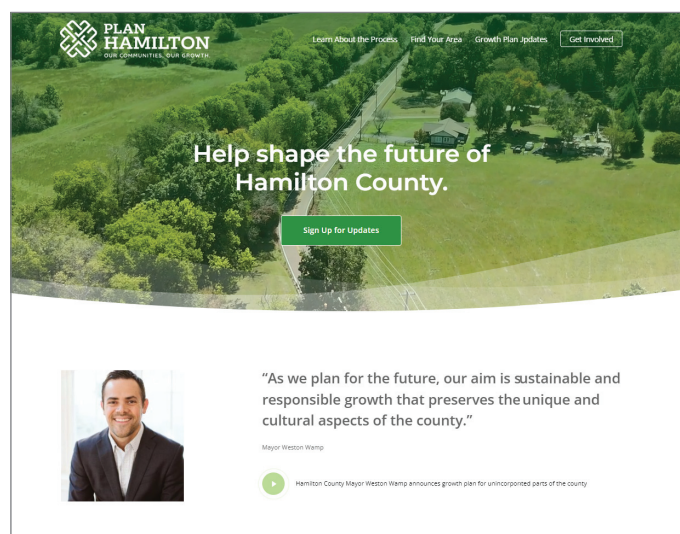 PLAN
HAMILTON
OUR COMMUNITIES, OUR GROWTH
Learn About the Process Find Your Area Growth Plan Jpdates Get Involved
Help shape the future of
Hamilton County.
Sign Up for Updates
“As we plan for the future, our aim is sustainable and
responsible growth that preserves the unique and
cultural aspects of the county.”
Mayor Weston Wamp
Hamilton County Mayor Weston Wamp announces growth plan for unincorponted parts of the county